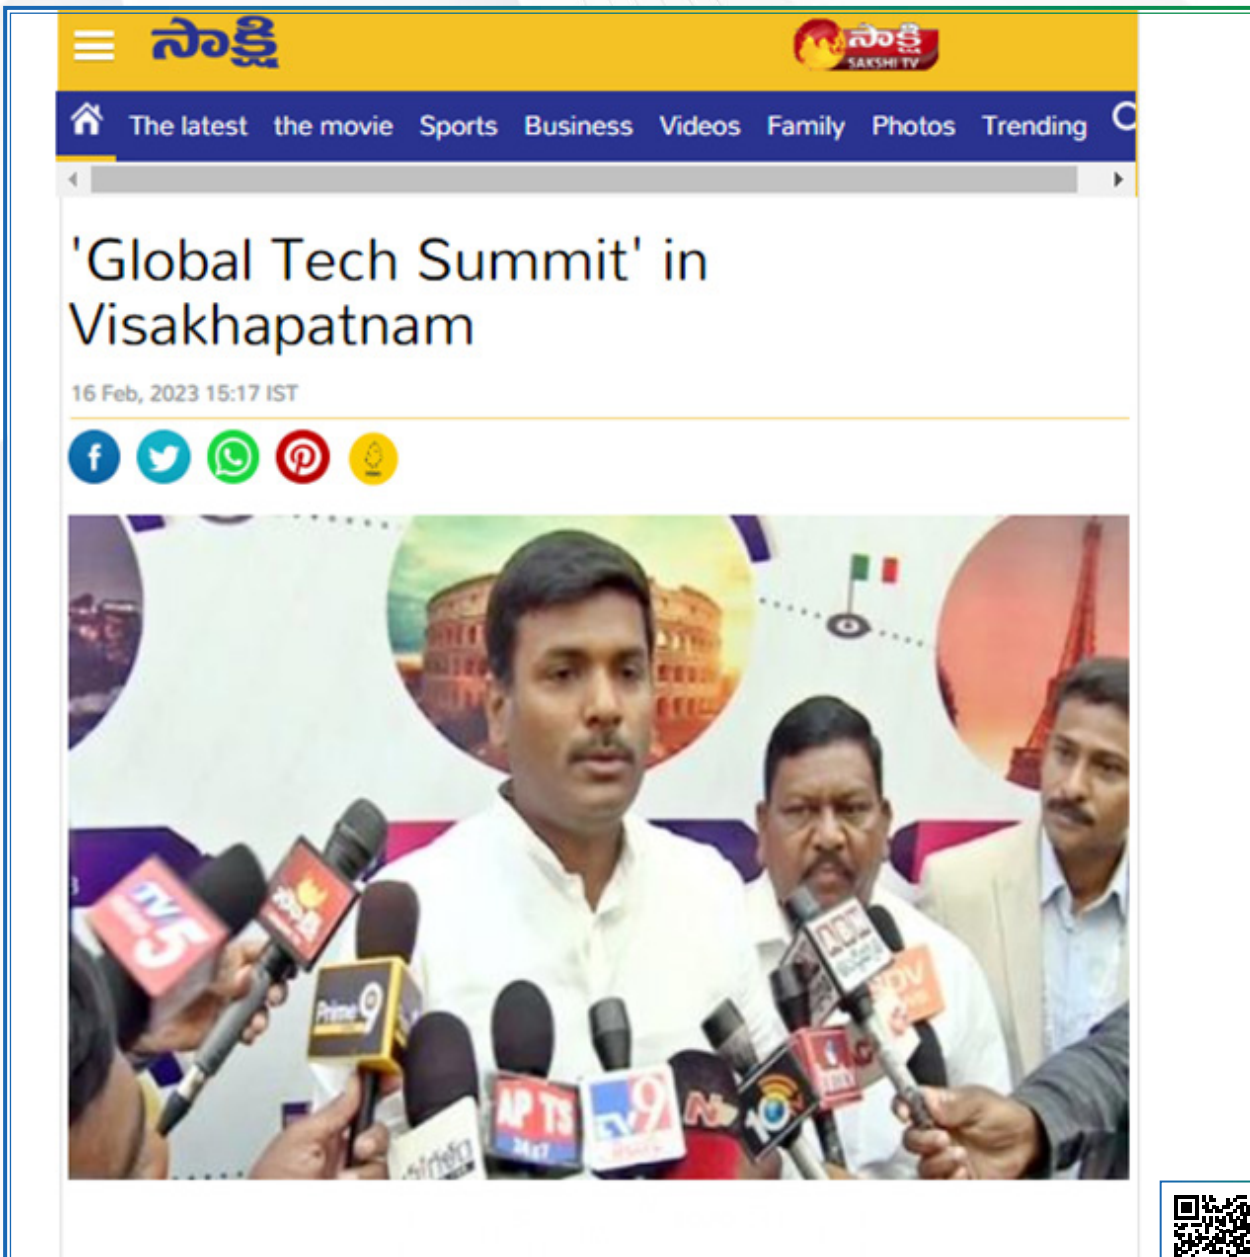 సాక్షి
సాక్షి
SAKSHI TV
The latest the movie Sports Business Videos Family Photos Trending
'Global Tech Summit' in
Visakhapatnam
16 Feb, 2023 15:17 IST
TV5
సాక్షి
Prime9
AP TS
24x7
TV9
10